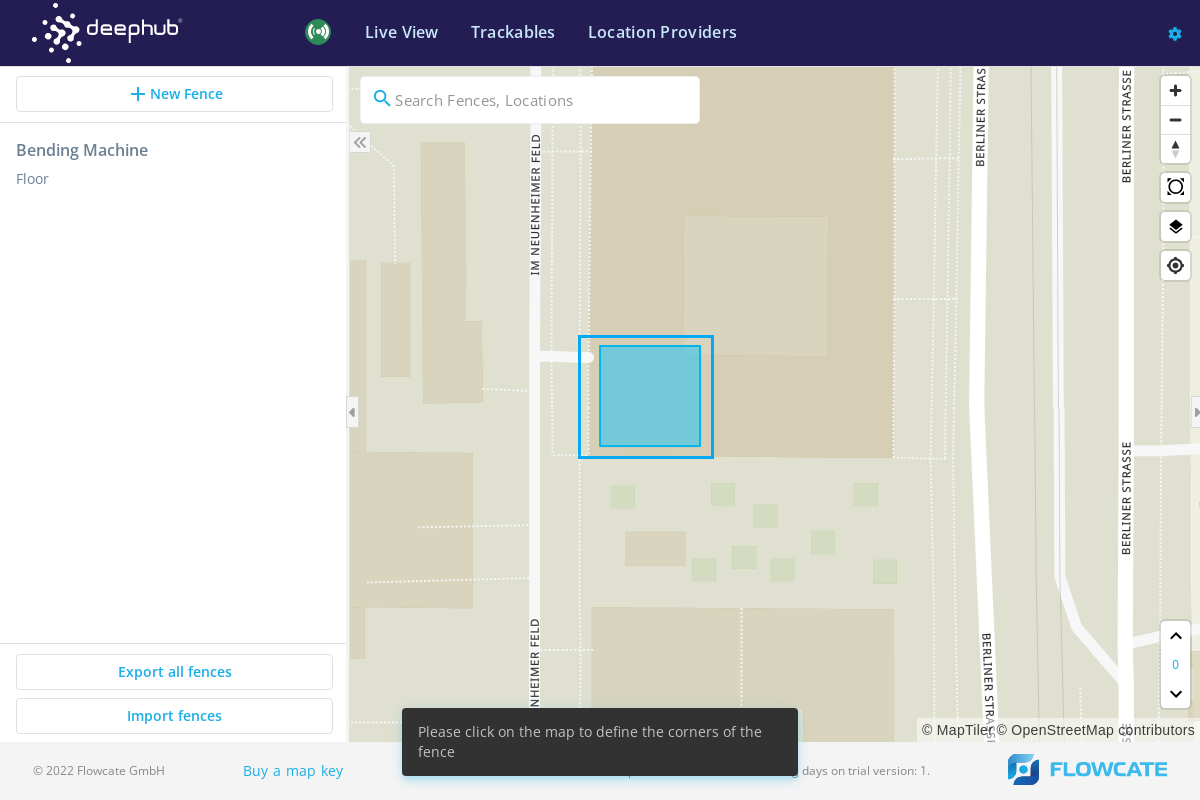 deephub®
Live View
Trackables
Location Providers
New Fence
Search Fences, Locations
Bending Machine
Floor
IM NEUENHEIMER FELD
BERLINER STRAS
BERLINER STRASSE
BERLINER STRASSE
NHEIMER FELD
BERLINER STRASS
0
Export all fences
Import fences
Please click on the map to define the corners of the
fence
© MapTiler © OpenStreetMap contributors
© 2022 Flowcate GmbH
Buy a map key
days on trial version: 1.
FLOWCATE